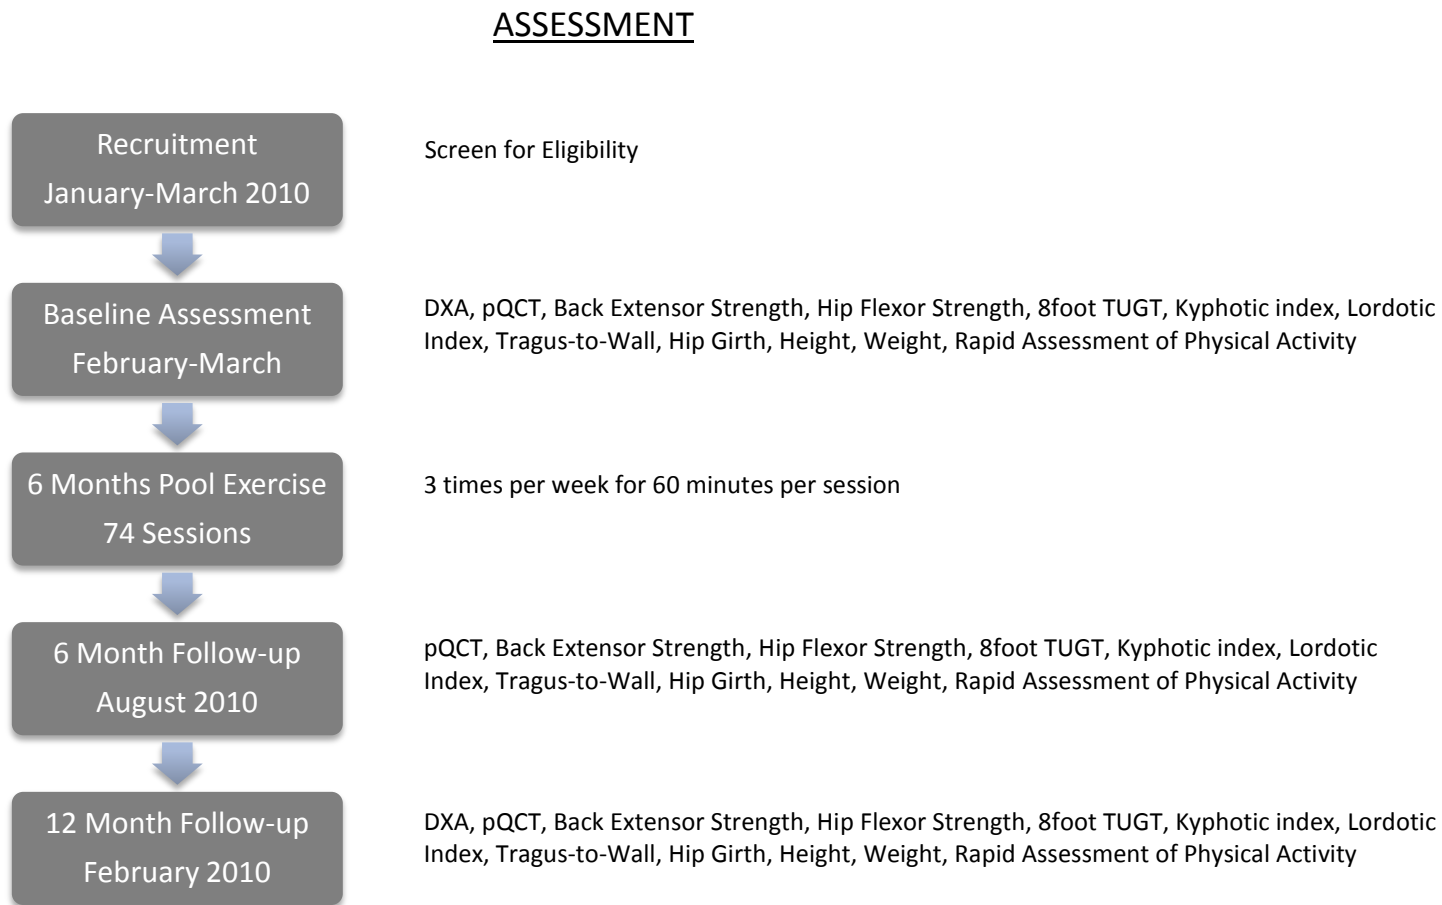 ASSESSMENT
Recruitment
January-March 2010
Screen for Eligibility
Baseline Assessment
February-March
DXA, pQCT, Back Extensor Strength, Hip Flexor Strength, 8foot TUGT, Kyphotic index, Lordotic
Index, Tragus-to-Wall, Hip Girth, Height, Weight, Rapid Assessment of Physical Activity
6 Months Pool Exercise
74 Sessions
3 times per week for 60 minutes per session
6 Month Follow-up
August 2010
pQCT, Back Extensor Strength, Hip Flexor Strength, 8foot TUGT, Kyphotic index, Lordotic
Index, Tragus-to-Wall, Hip Girth, Height, Weight, Rapid Assessment of Physical Activity
12 Month Follow-up
February 2010
DXA, pQCT, Back Extensor Strength, Hip Flexor Strength, 8foot TUGT, Kyphotic index, Lordotic
Index, Tragus-to-Wall, Hip Girth, Height, Weight, Rapid Assessment of Physical Activity